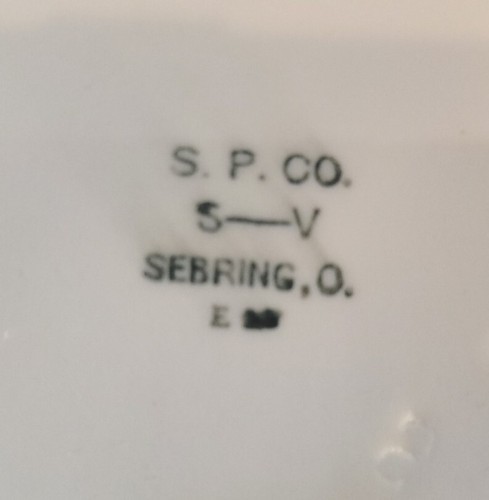 S. P. CO.
S—V
SEBRING, O.
E